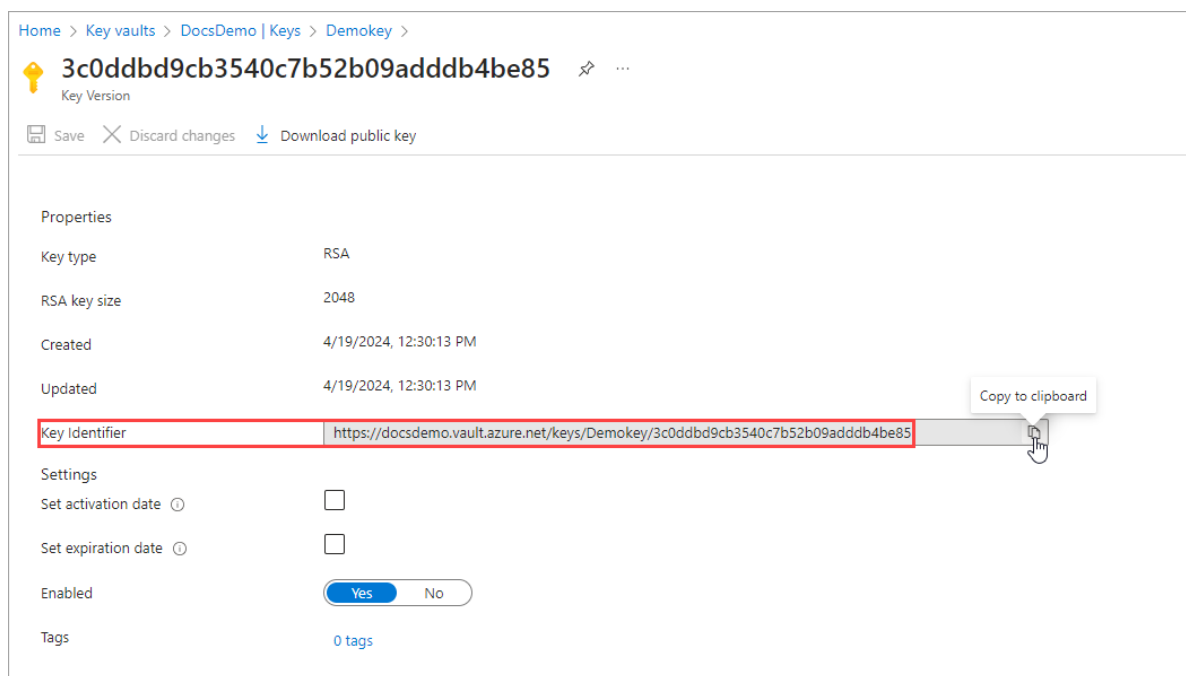 Home > Key vaults > DocsDemo | Keys > Demokey >
3c0ddbd9cb3540c7b52b09adddb4be85 ...
Key Version
Save Discard changes Download public key
Properties
Key type RSA
RSA key size 2048
Created 4/19/2024, 12:30:13 PM
Updated 4/19/2024, 12:30:13 PM
Copy to clipboard
Key Identifier https://docsdemo.vault.azure.net/keys/Demokey/3c0ddbd9cb3540c7b52b09adddb4be85
Settings
Set activation date
Set expiration date
Enabled Yes No
Tags 0 tags